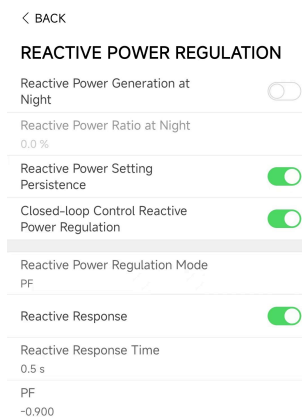 < BACK
REACTIVE POWER REGULATION
Reactive Power Generation at
Night
Reactive Power Ratio at Night
0.0 %
Reactive Power Setting
Persistence
Closed-loop Control Reactive
Power Regulation
Reactive Power Regulation Mode
PF
Reactive Response
Reactive Response Time
0.5 s
PF
-0.900